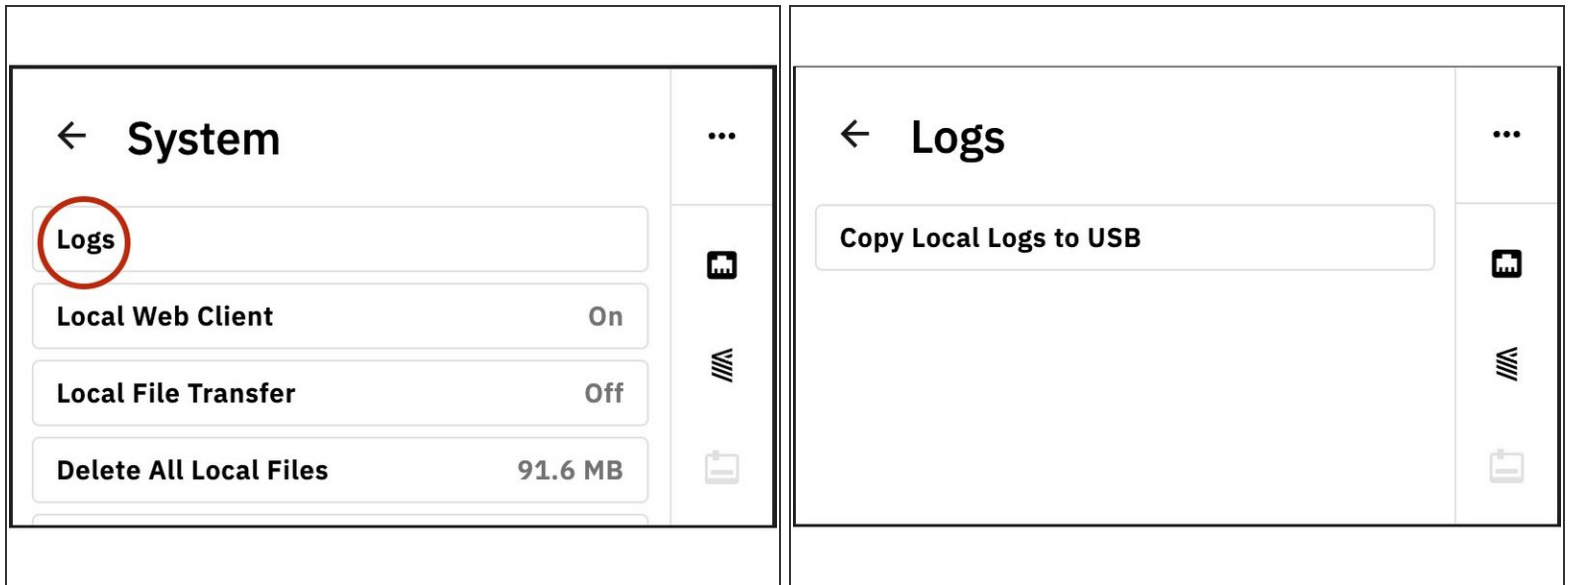 System
Logs
Local Web Client On
Local File Transfer Off
Delete All Local Files 91.6 MB
Logs
Copy Local Logs to USB